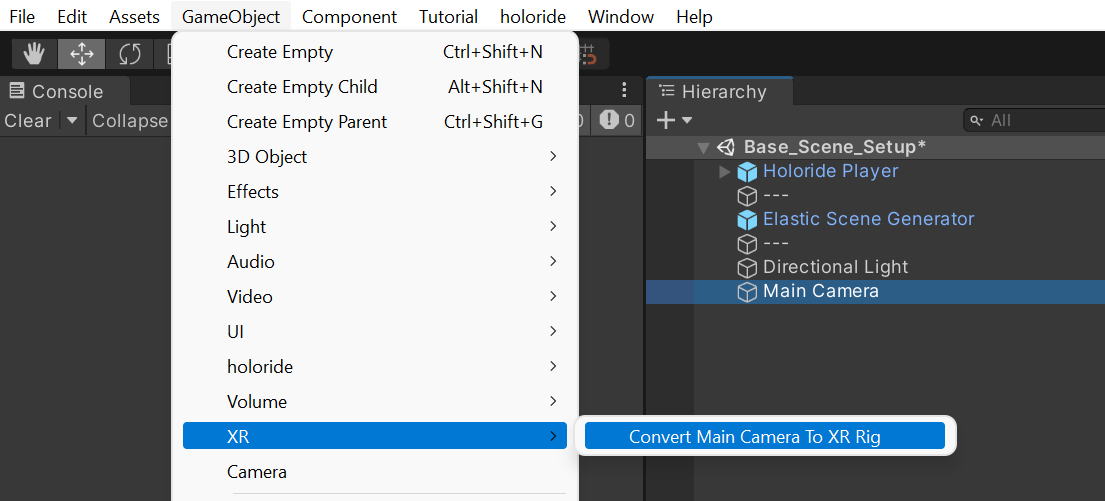 File Edit Assets GameObject Component Tutorial holoride Window Help
Console
Clear Collapse 0 0
Create Empty Ctrl+Shift+N
Create Empty Child Alt+Shift+N
Create Empty Parent Ctrl+Shift+G
3D Object
Effects
Light
Audio
Video
UI
holoride
Volume
XR
Convert Main Camera To XR Rig
Camera
Hierarchy
All
Base_Scene_Setup*
Holoride Player
---
Elastic Scene Generator
---
Directional Light
Main Camera